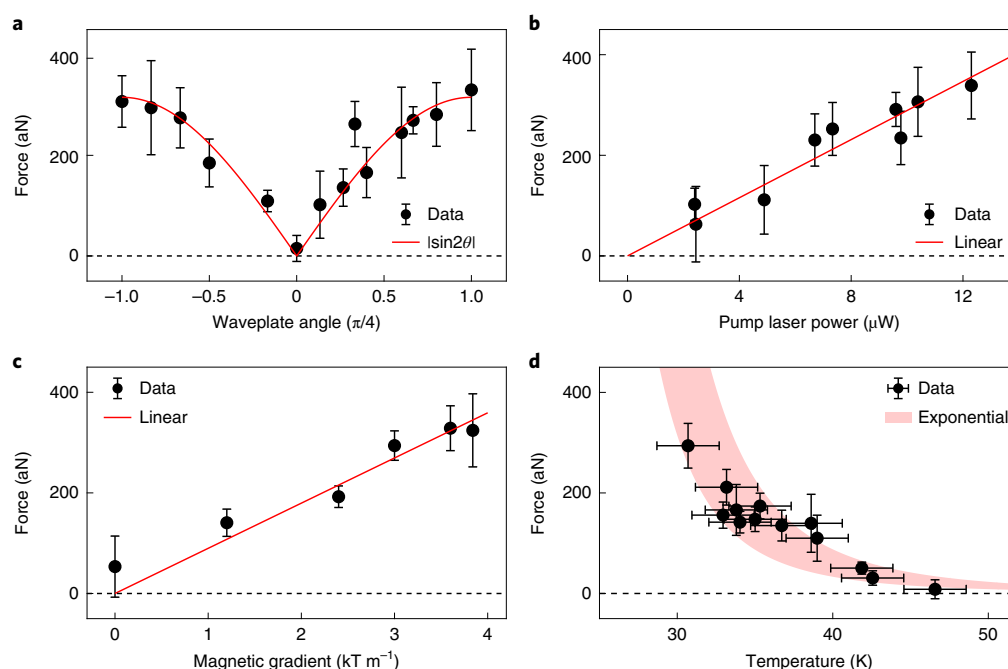 a
Force (aN)
400
200
0
Data
|sin2θ|
−1.0 −0.5 0 0.5 1.0
Waveplate angle (π/4)
b
Force (aN)
400
200
0
Data
Linear
0 4 8 12
Pump laser power (μW)
c
Force (aN)
400
200
0
Data
Linear
0 1 2 3 4
Magnetic gradient (kT m⁻¹)
d
Force (aN)
400
200
0
Data
Exponential
30 40 50
Temperature (K)